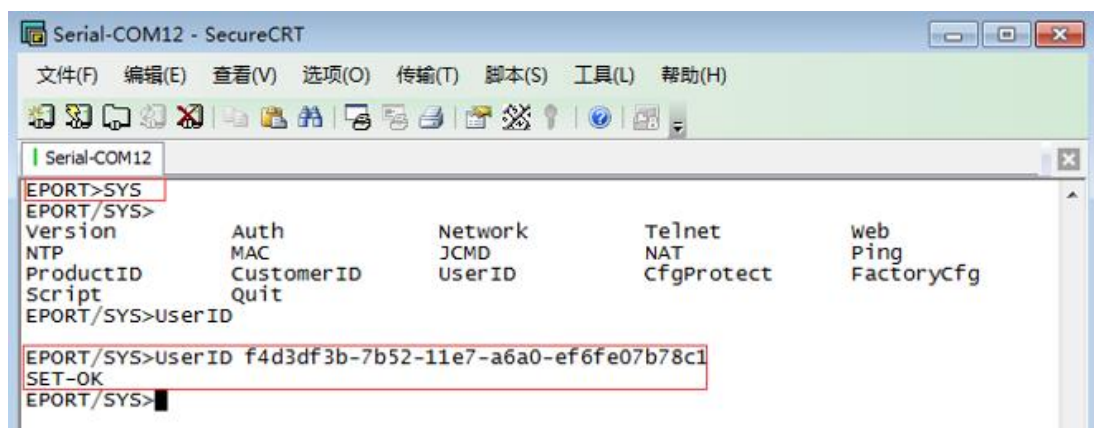 Serial-COM12 - SecureCRT
文件(F) 编辑(E) 查看(V) 选项(O) 传输(T) 脚本(S) 工具(L) 帮助(H)
Serial-COM12
EPORT>SYS
EPORT/SYS>
Version Auth Network Telnet Web
NTP MAC JCMD NAT Ping
ProductID CustomerID UserID CfgProtect FactoryCfg
Script Quit
EPORT/SYS>UserID
EPORT/SYS>UserID f4d3df3b-7b52-11e7-a6a0-ef6fe07b78c1
SET-OK
EPORT/SYS>